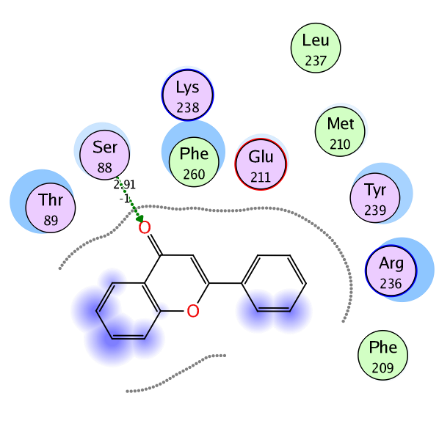 Leu
237
Lys
238
Met
210
Ser
88
Phe
260
Glu
211
2.91
-1
Thr
89
Tyr
239
O
Arg
236
O
Phe
209